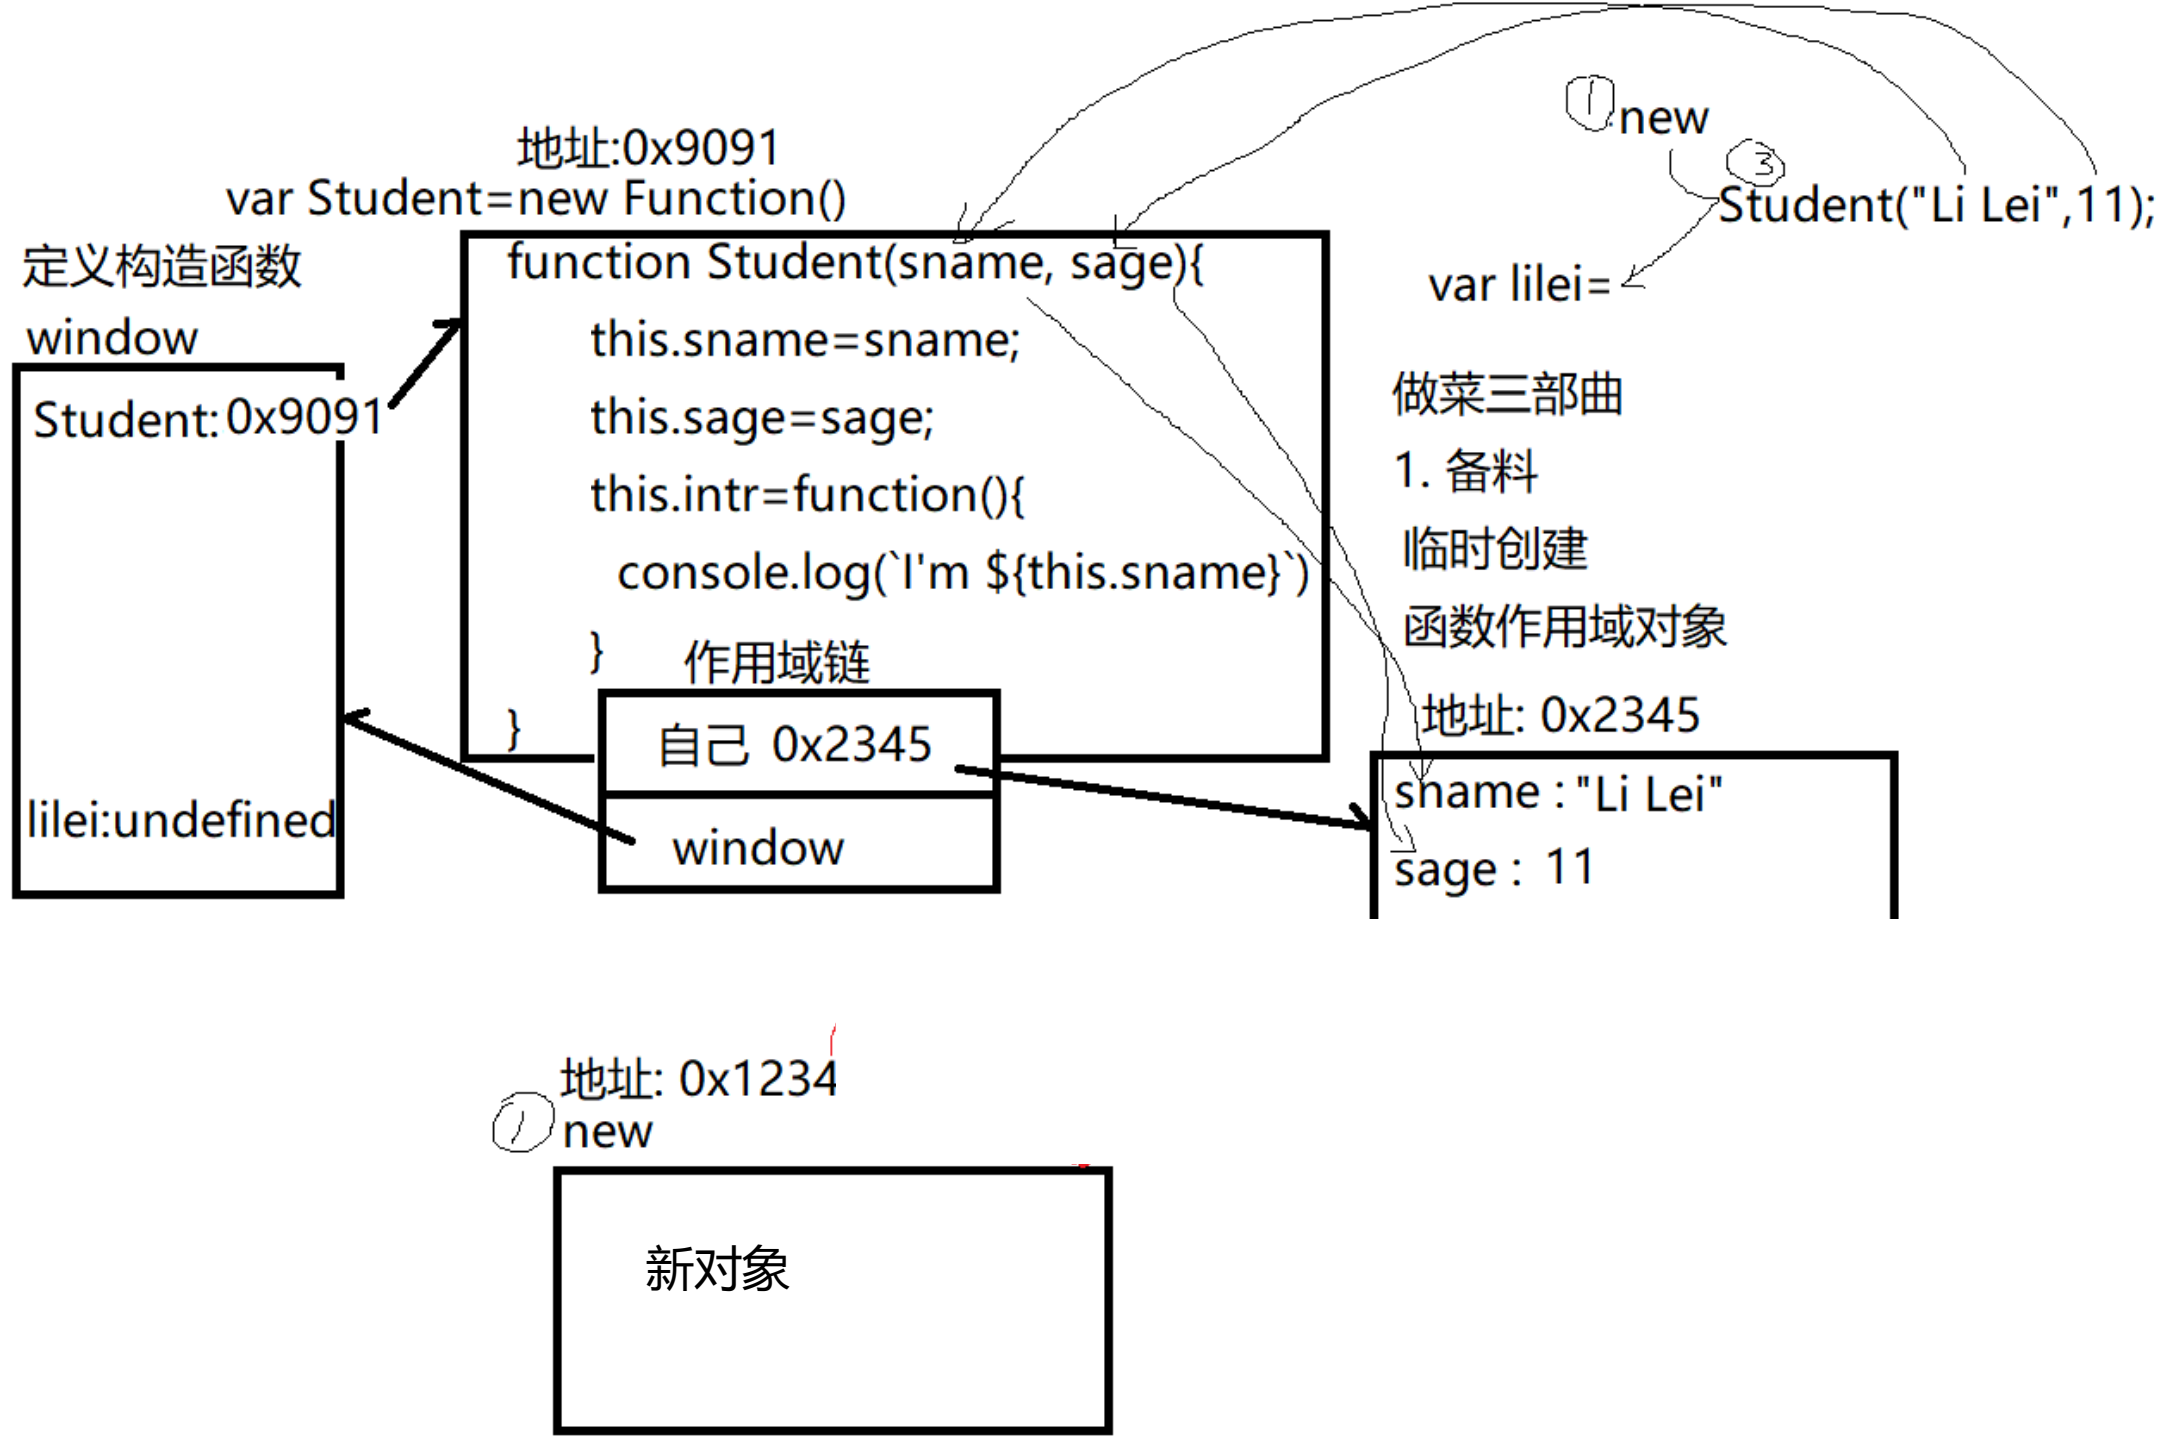 地址:0x9091
var Student=new Function()
定义构造函数
window
Student:0x9091
lilei:undefined
function Student(sname, sage){
this.sname=sname;
this.sage=sage;
this.intr=function(){
console.log(`I'm ${this.sname}`)
}
}
作用域链
自己 0x2345
window
① new
③
Student("Li Lei",11);
var lilei=
做菜三部曲
1. 备料
临时创建
函数作用域对象
地址: 0x2345
sname : "Li Lei"
sage : 11
地址: 0x1234
① new
新对象